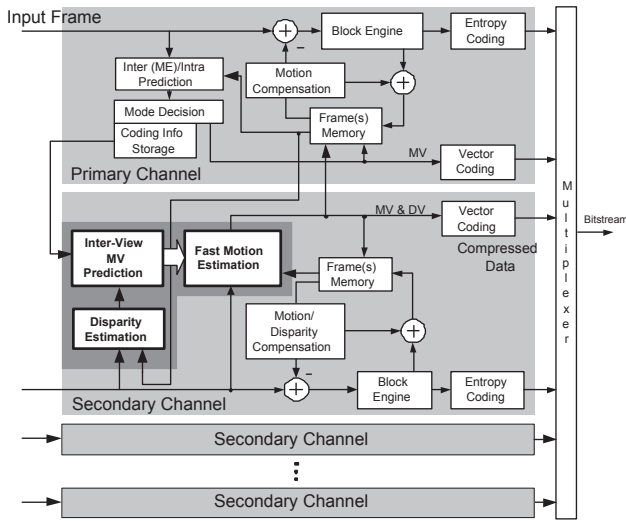 Input Frame
Block Engine
Entropy
Coding
–
Inter (ME)/Intra
Prediction
Motion
Compensation
Mode Decision
Coding Info
Storage
Frame(s)
Memory
MV
Vector
Coding
Primary Channel
Multiplexer
Bitstream
MV & DV
Vector
Coding
Compressed
Data
Inter-View
MV
Prediction
Fast Motion
Estimation
Frame(s)
Memory
Disparity
Estimation
Motion/
Disparity
Compensation
–
Block
Engine
Entropy
Coding
Secondary Channel
Secondary Channel
Secondary Channel